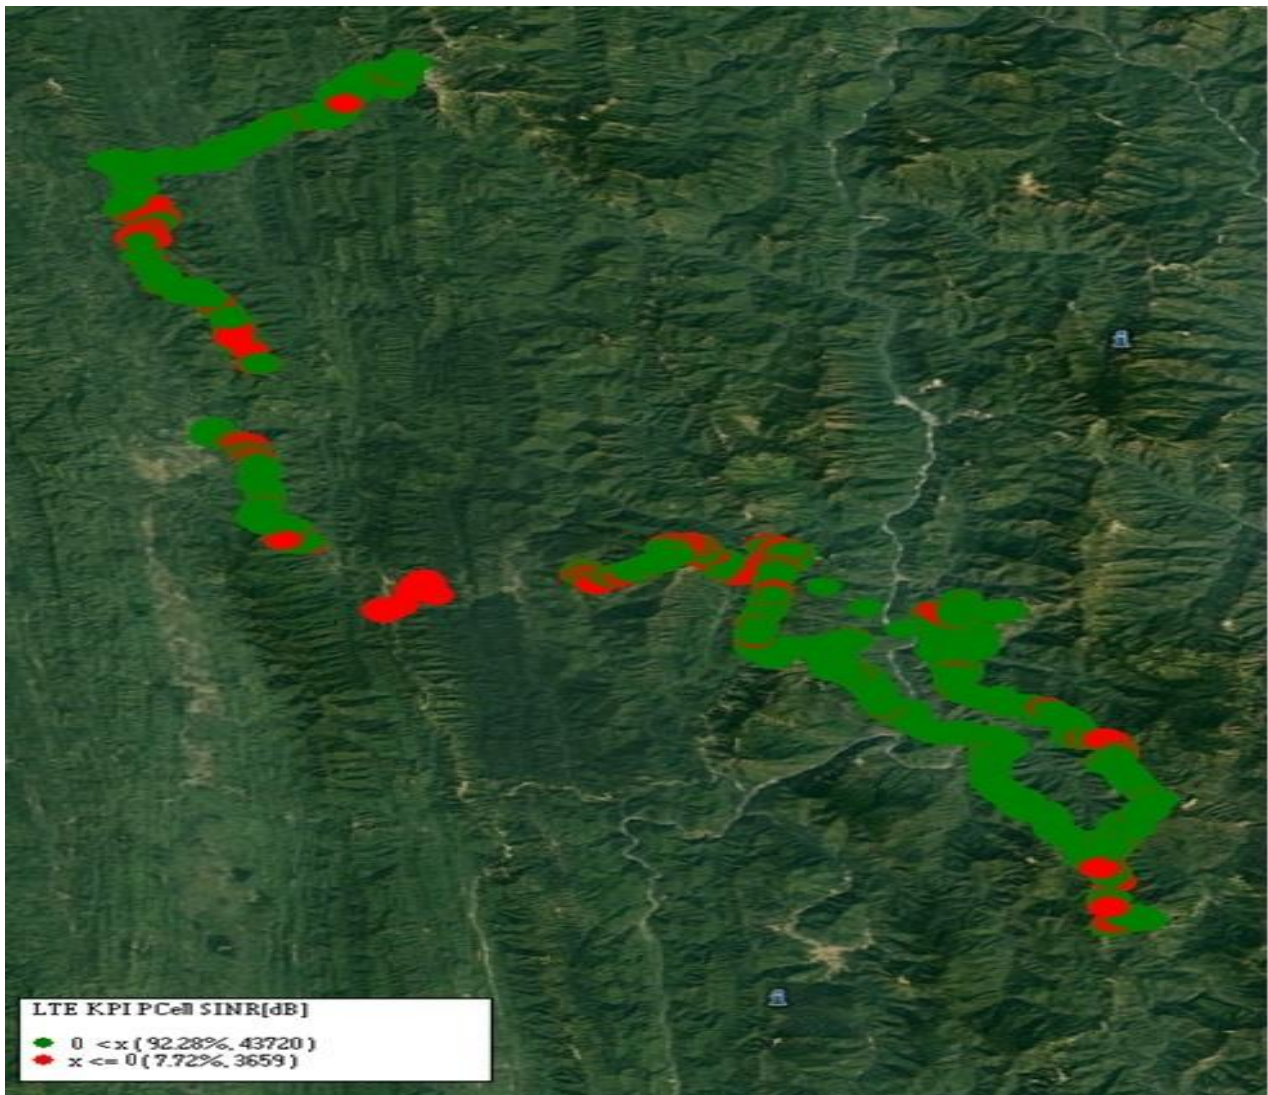 LTE KPI PCell SINR[dB]
0 <x (92.28%, 43720)
x <= 0(7.72%, 3659)